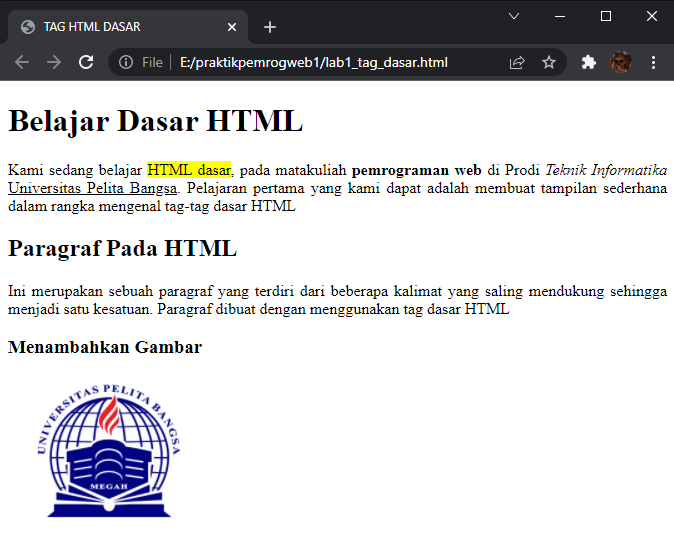 TAG HTML DASAR
File
E:/praktikpemrogweb1/lab1_tag_dasar.html
Belajar Dasar HTML
Kami sedang belajar HTML dasar, pada matakuliah pemrograman web di Prodi Teknik Informatika
Universitas Pelita Bangsa. Pelajaran pertama yang kami dapat adalah membuat tampilan sederhana
dalam rangka mengenal tag-tag dasar HTML
Paragraf Pada HTML
Ini merupakan sebuah paragraf yang terdiri dari beberapa kalimat yang saling mendukung sehingga
menjadi satu kesatuan. Paragraf dibuat dengan menggunakan tag dasar HTML
Menambahkan Gambar
UNIVERSITAS PELITA BANGSA
MEGAH